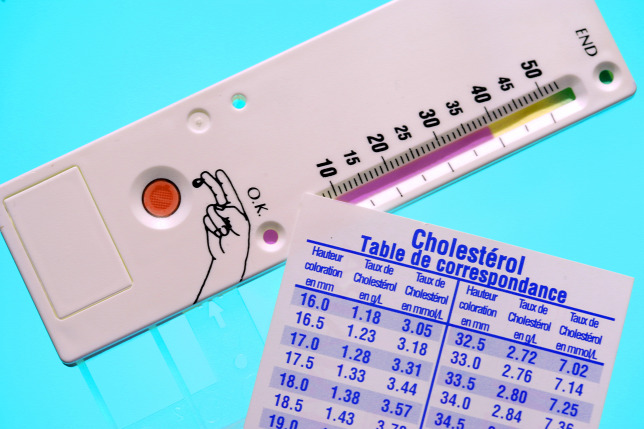 END
50
45
40
35
30
25
20
15
10
O.K.
Cholestérol
Table de correspondance
Hauteur coloration en mm
Taux de Cholestérol en g/L
Taux de Cholestérol en mmol/L
Hauteur coloration en mm
Taux de Cholestérol en g/L
Taux de Cholestérol en mmol/L
16.0 1.18 3.05 32.5 2.72 7.02
16.5 1.23 3.18 33.0 2.76 7.14
17.0 1.28 3.31 33.5 2.80 7.25
17.5 1.33 3.44 34.0 2.84
18.0 1.38 3.57 34.5
18.5 1.43
19.0